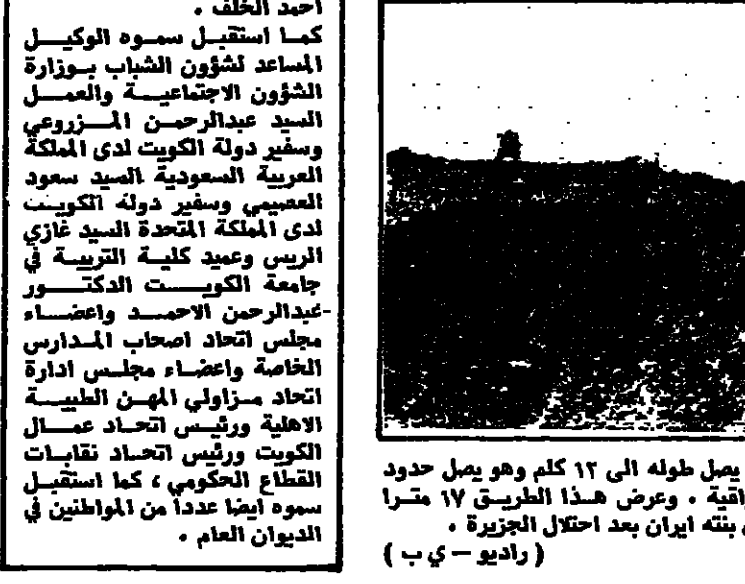 احمد الخلف •
كما استقبل سموه الوكيل
المساعد لشؤون الشباب بوزارة
الشؤون الاجتماعية والعمل
السيد عبدالرحمن المزروعي
وسفير دولة الكويت لدى المملكة
العربية السعودية السيد سعود
العصيمي وسفير دولة الكويت
لدى المملكة المتحدة السيد غازي
الريس وعميد كلية التربية في
جامعة الكويت الدكتور
عبدالرحمن الاحمد واعضاء
مجلس اتحاد اصحاب المدارس
الخاصة واعضاء مجلس ادارة
اتحاد مزاولي المهن الطبية
الاهلية ورئيس اتحاد عمال
الكويت ورئيس اتحاد نقابات
القطاع الحكومي ، كما استقبل
سموه ايضا عدداً من المواطنين في
الديوان العام •
يصل طوله الى ١٢ كلم وهو يصل حدود
اقية • وعرض هذا الطريق ١٧ مترا
بنته ايران بعد احتلال الجزيرة •
( راديو — ي ب )